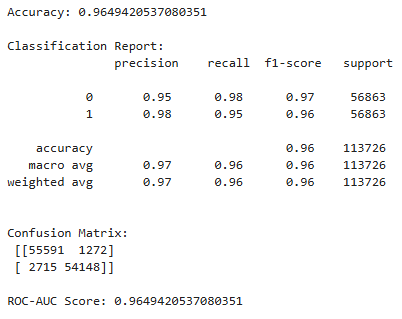 Accuracy: 0.9649420537080351
Classification Report:
precision recall f1-score support
0 0.95 0.98 0.97 56863
1 0.98 0.95 0.96 56863
accuracy 0.96 113726
macro avg 0.97 0.96 0.96 113726
weighted avg 0.97 0.96 0.96 113726
Confusion Matrix:
[[55591 1272]
[ 2715 54148]]
ROC-AUC Score: 0.9649420537080351